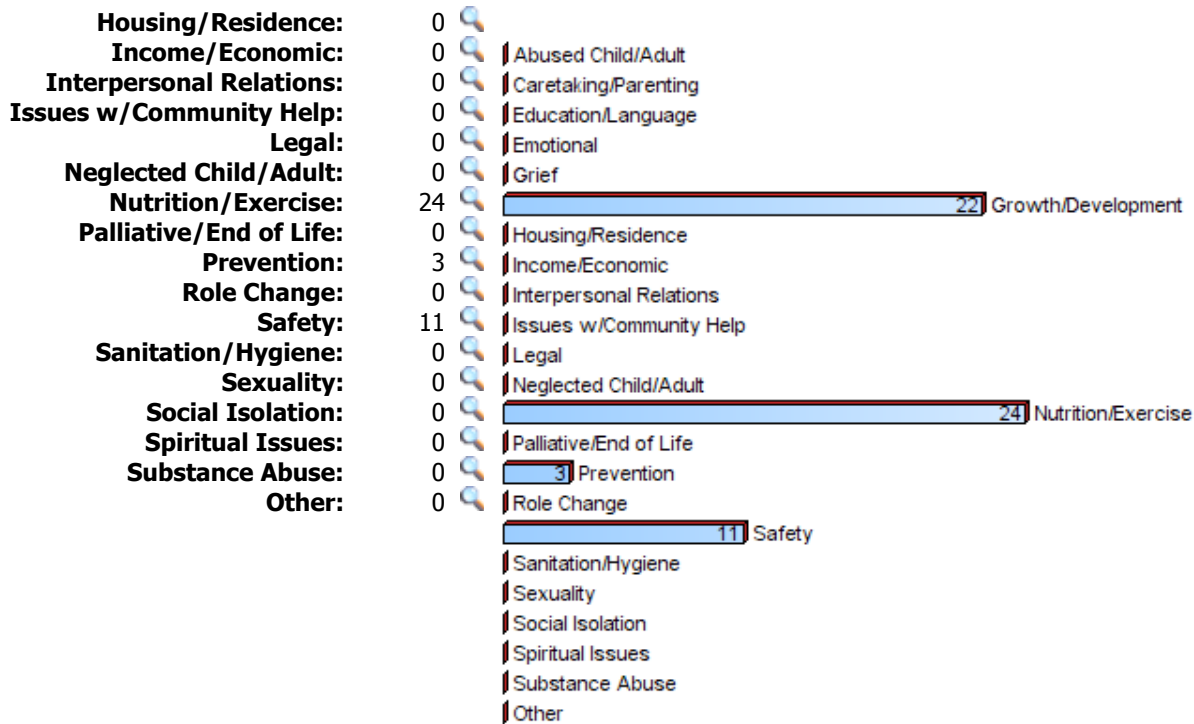 Housing/Residence: 0
Income/Economic: 0
Interpersonal Relations: 0
Issues w/Community Help: 0
Legal: 0
Neglected Child/Adult: 0
Nutrition/Exercise: 24
Palliative/End of Life: 0
Prevention: 3
Role Change: 0
Safety: 11
Sanitation/Hygiene: 0
Sexuality: 0
Social Isolation: 0
Spiritual Issues: 0
Substance Abuse: 0
Other: 0
Abused Child/Adult
Caretaking/Parenting
Education/Language
Emotional
Grief
22 Growth/Development
Housing/Residence
Income/Economic
Interpersonal Relations
Issues w/Community Help
Legal
Neglected Child/Adult
24 Nutrition/Exercise
Palliative/End of Life
3 Prevention
Role Change
11 Safety
Sanitation/Hygiene
Sexuality
Social Isolation
Spiritual Issues
Substance Abuse
Other